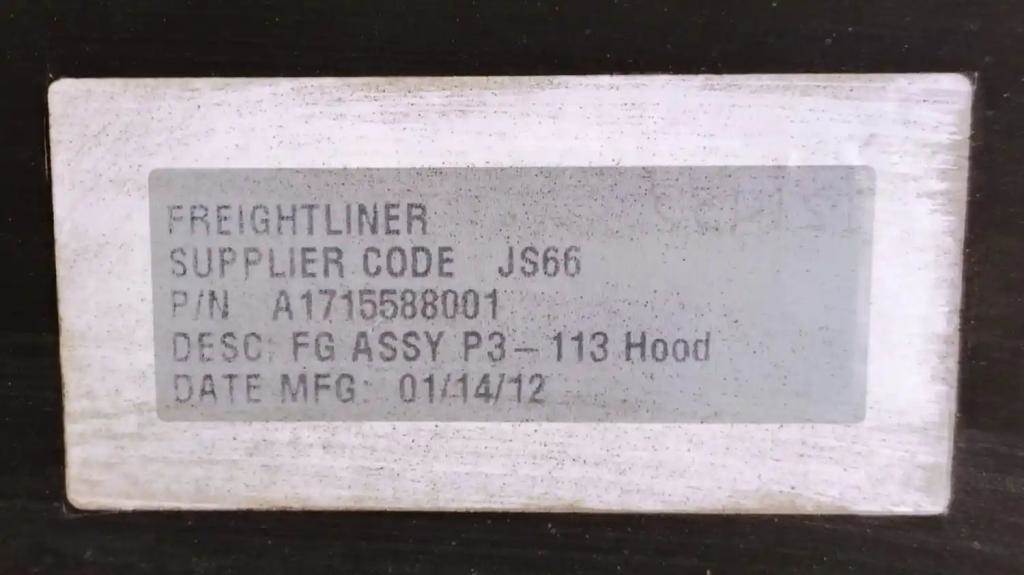 FREIGHTLINER
SUPPLIER CODE JS66
P/N A1715588001
DESC: FG ASSY P3-113 Hood
DATE MFG: 01/14/12